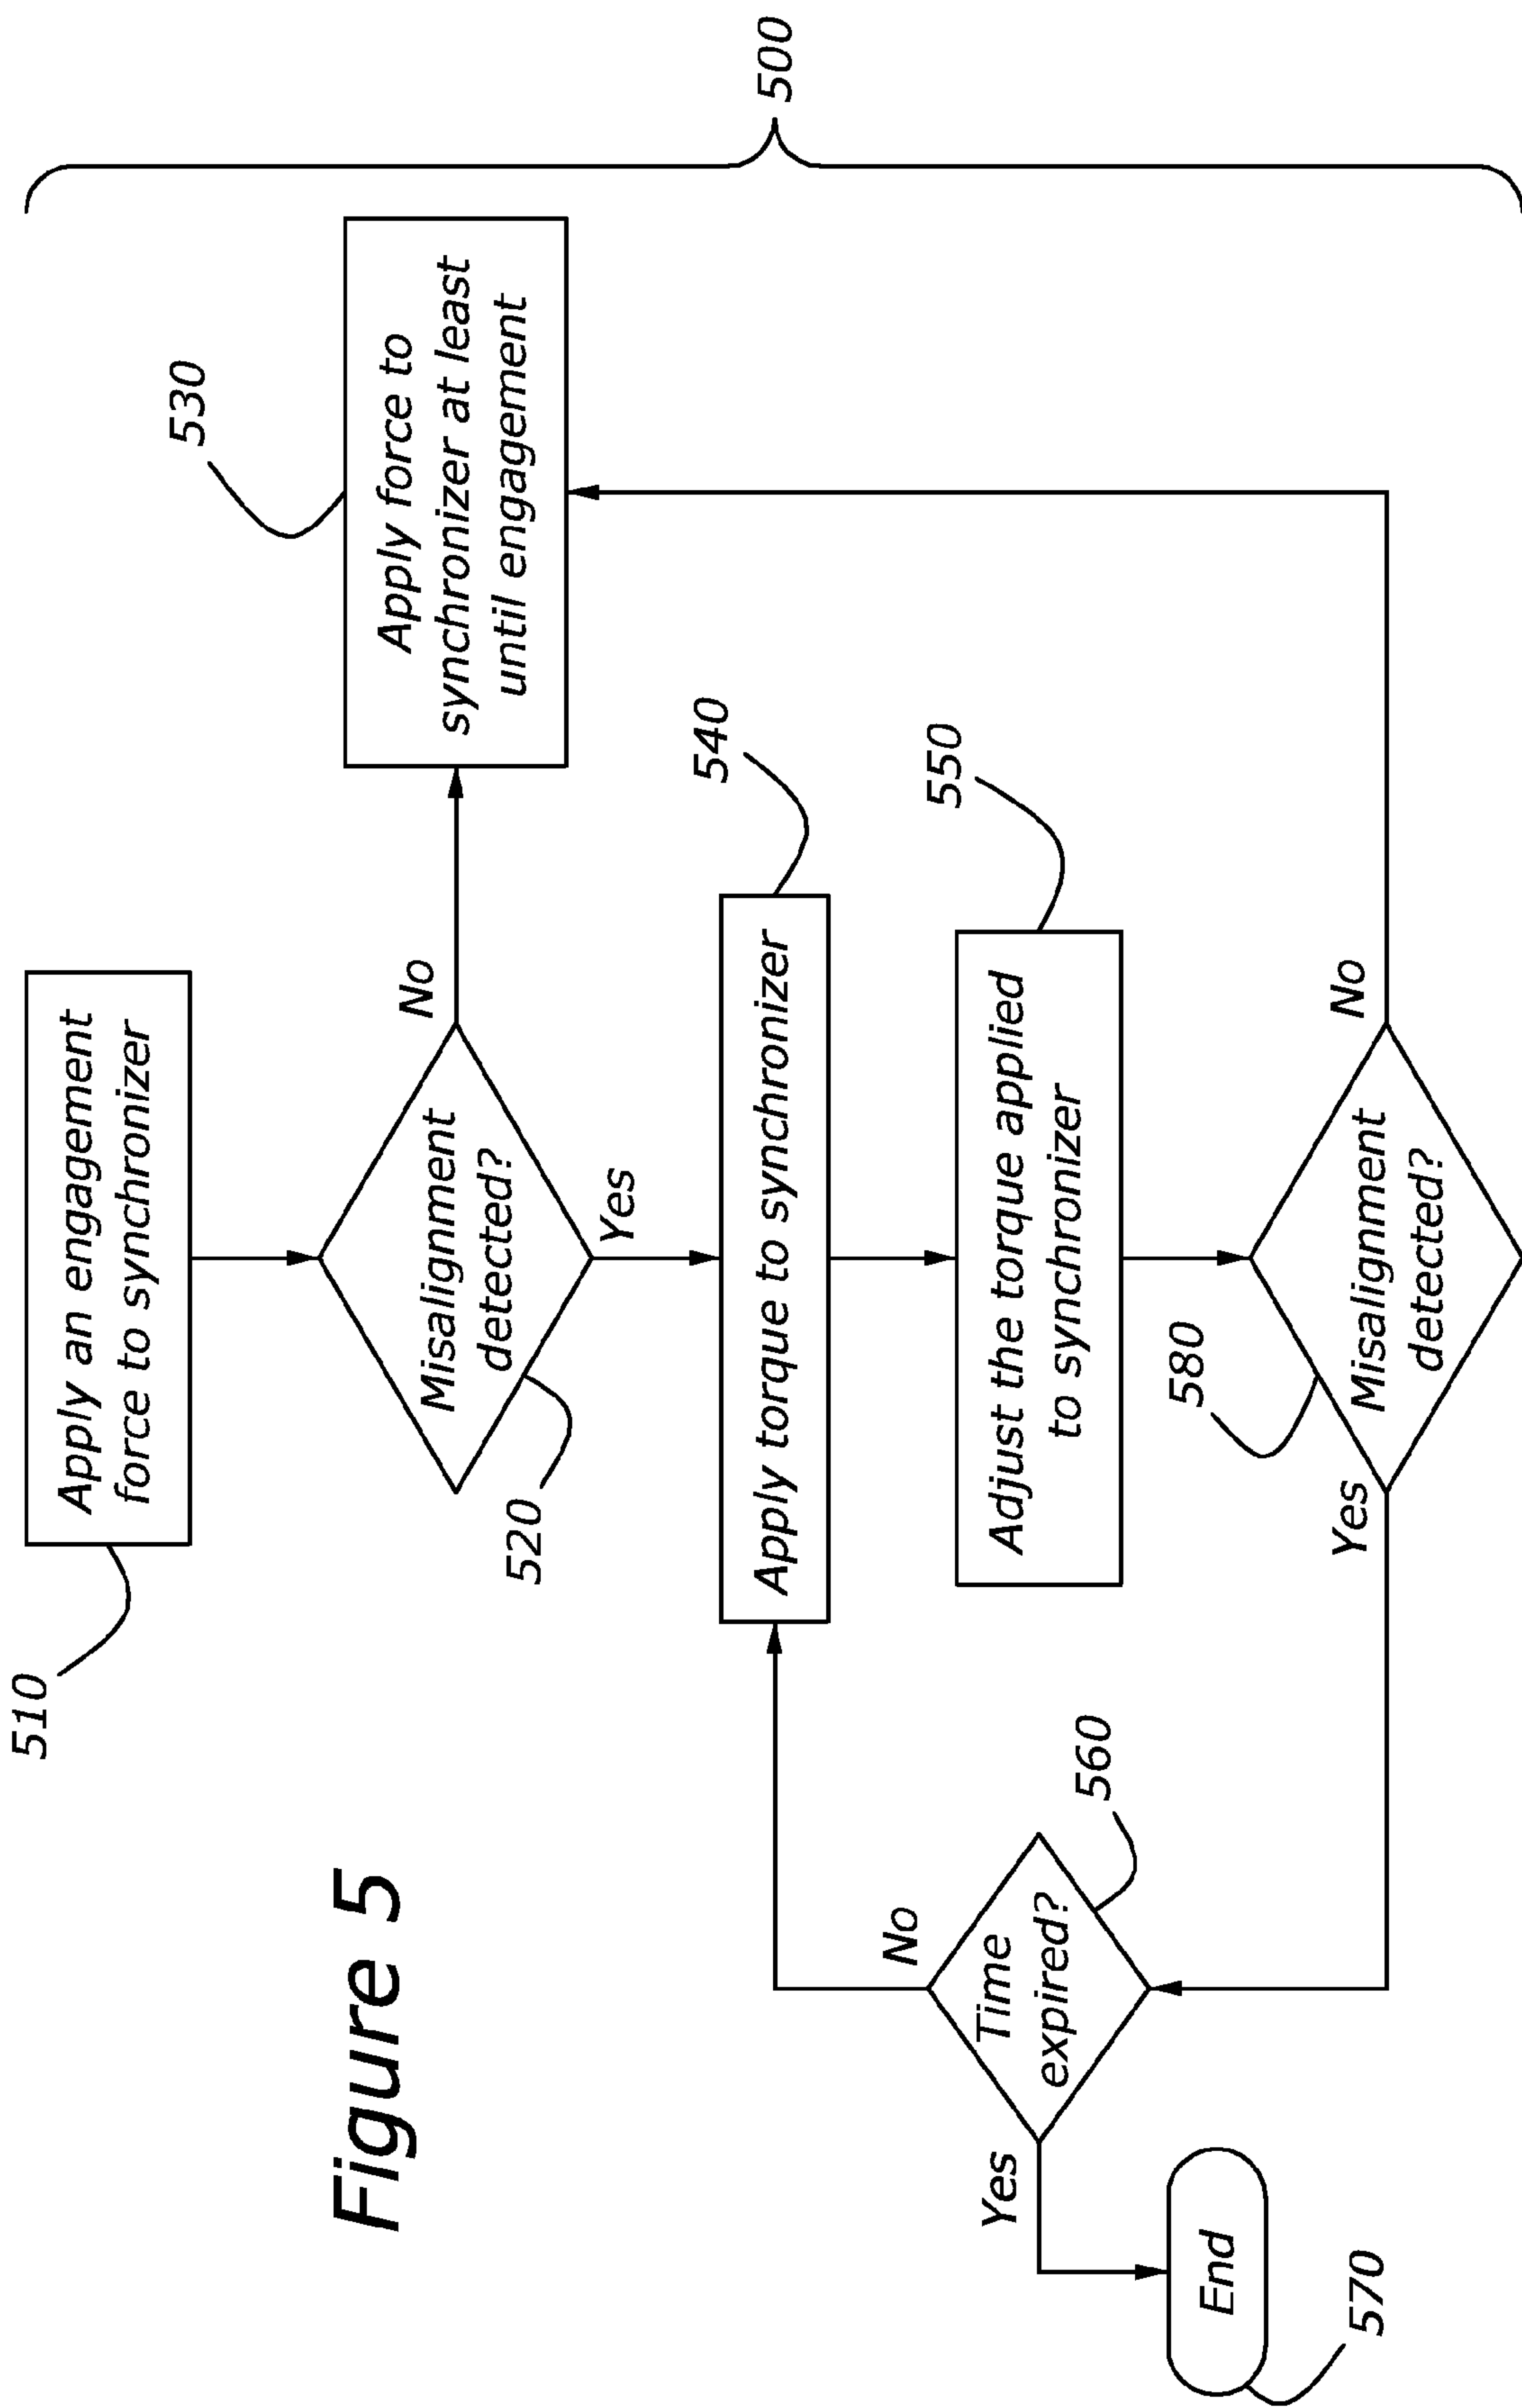 Figure 5
510
Apply an engagement
force to synchronizer
520
Misalignment
detected?
No
Yes
530
Apply force to
synchronizer at least
until engagement
Apply torque to synchronizer
540
Adjust the torque applied
to synchronizer
550
580
Misalignment
detected?
Yes
No
Time
expired?
560
No
Yes
End
570
500